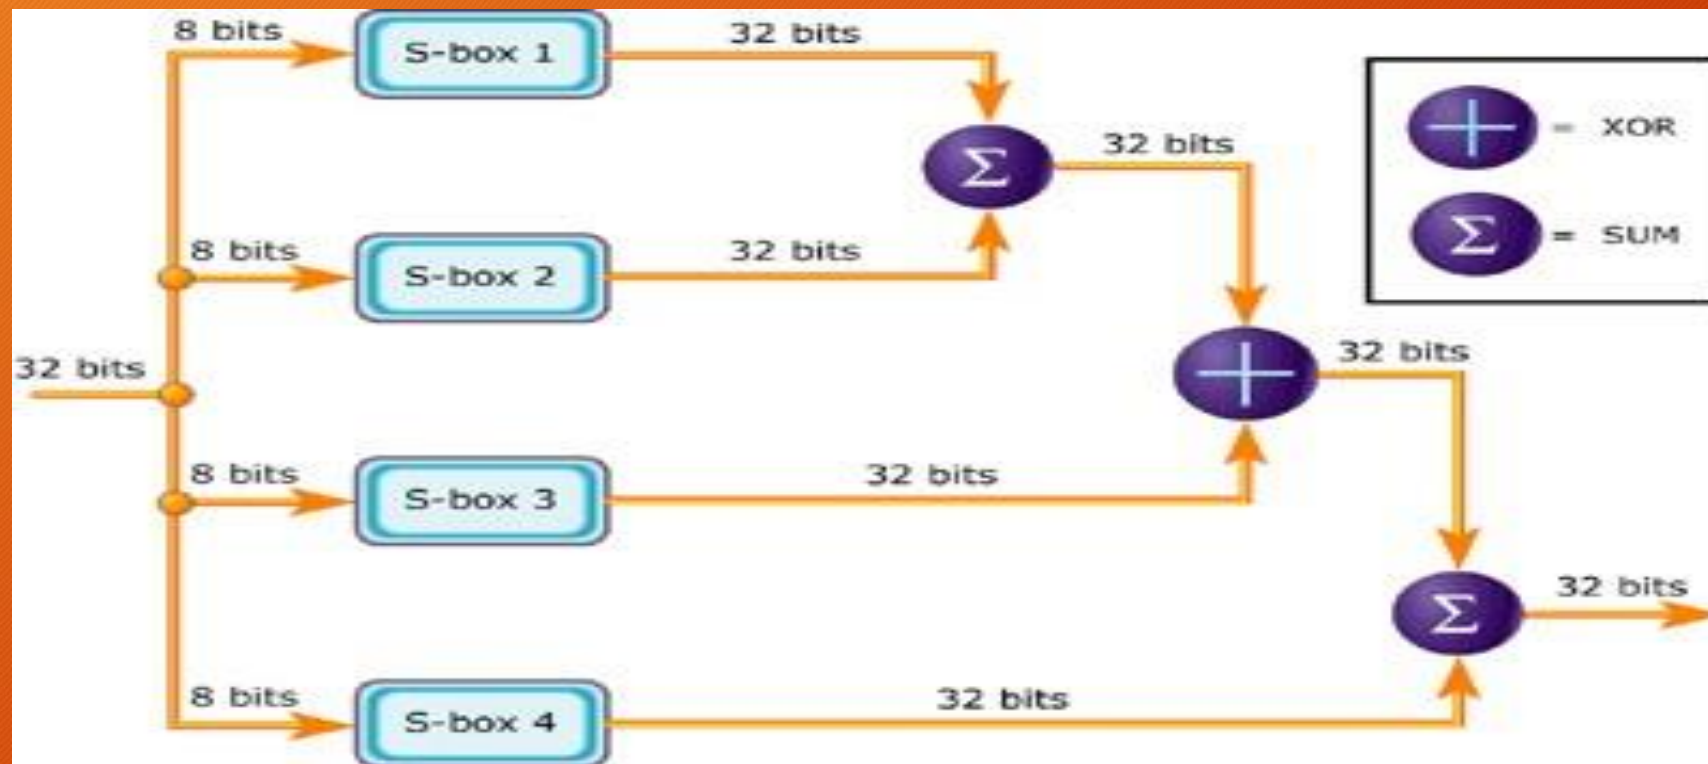 8 bits
S-box 1
32 bits
Σ
32 bits
+ = XOR
Σ = SUM
8 bits
S-box 2
32 bits
32 bits
+
32 bits
8 bits
S-box 3
32 bits
Σ
32 bits
8 bits
S-box 4
32 bits